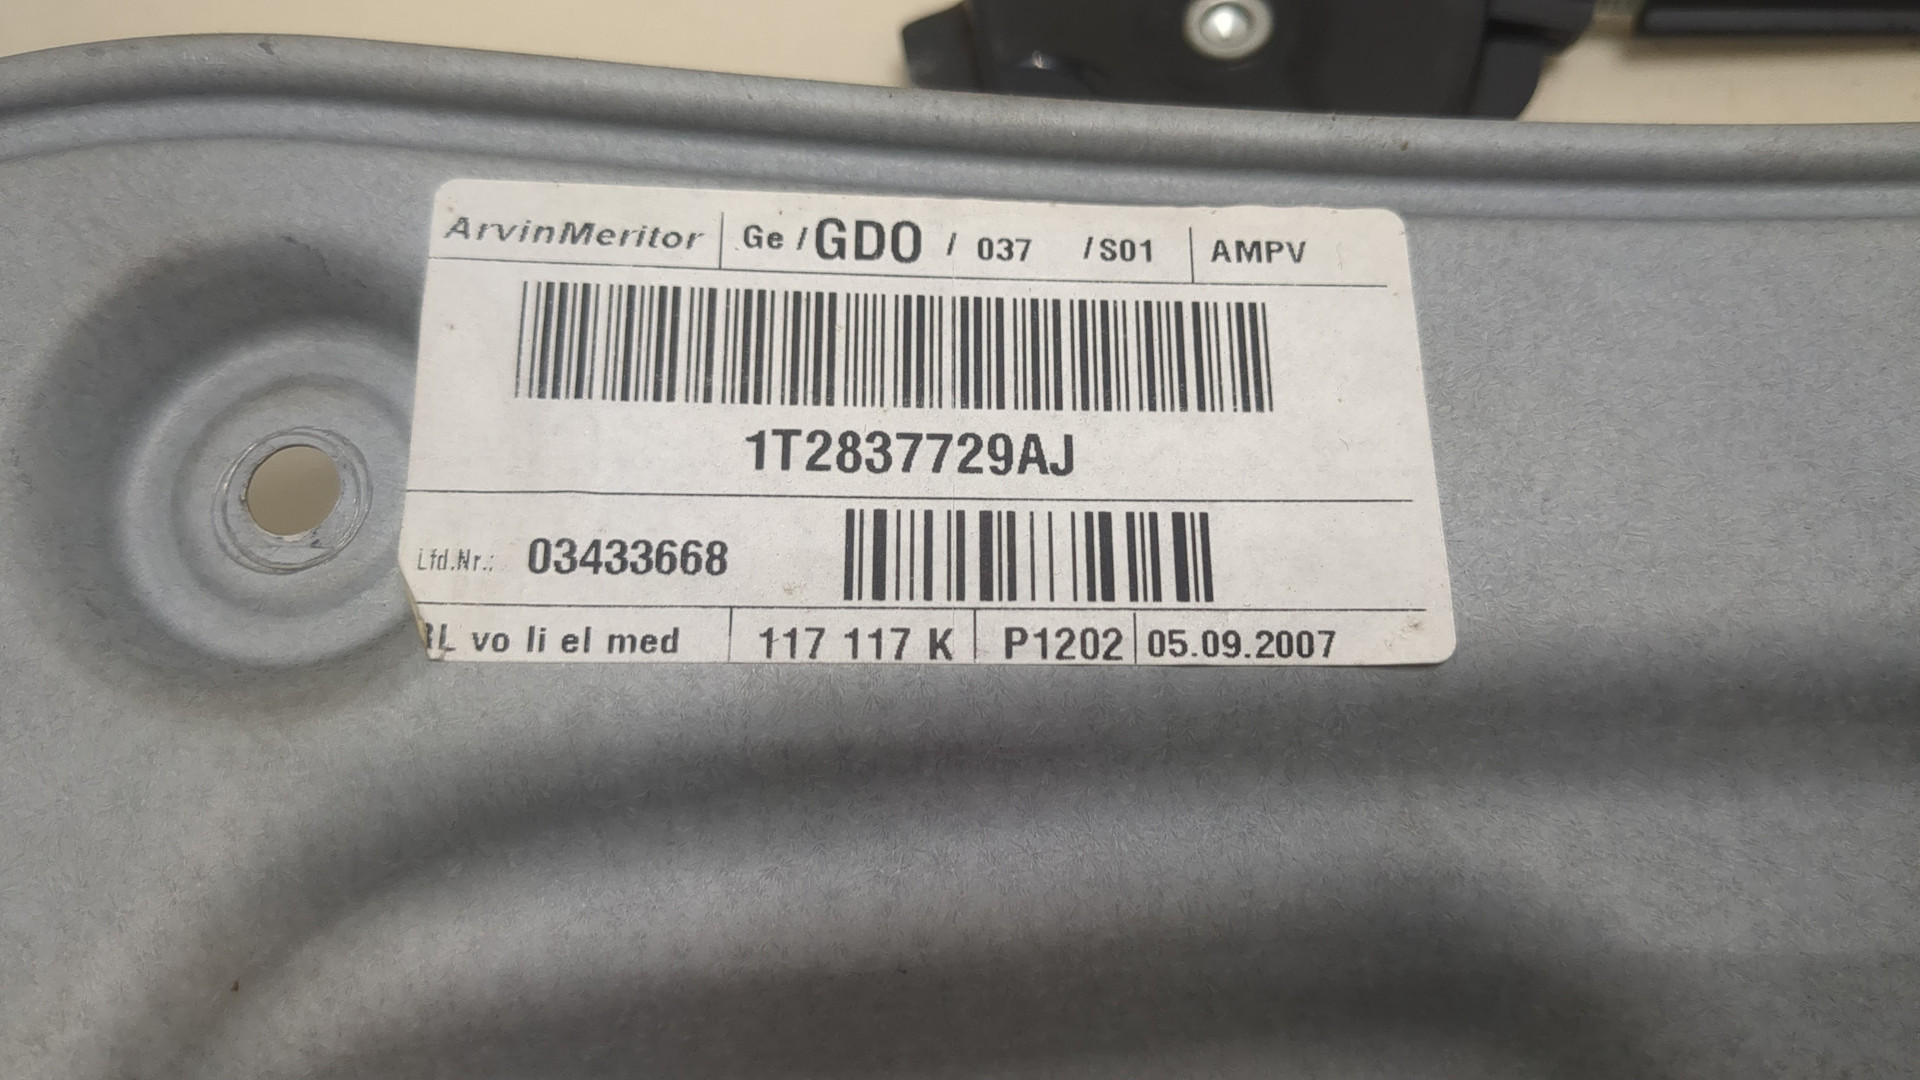 ArvinMeritor Ge / GDO / 037 / S01 AMPV
1T2837729AJ
Lfd.Nr.: 03433668
vo li el med 117 117 K P1202 05.09.2007